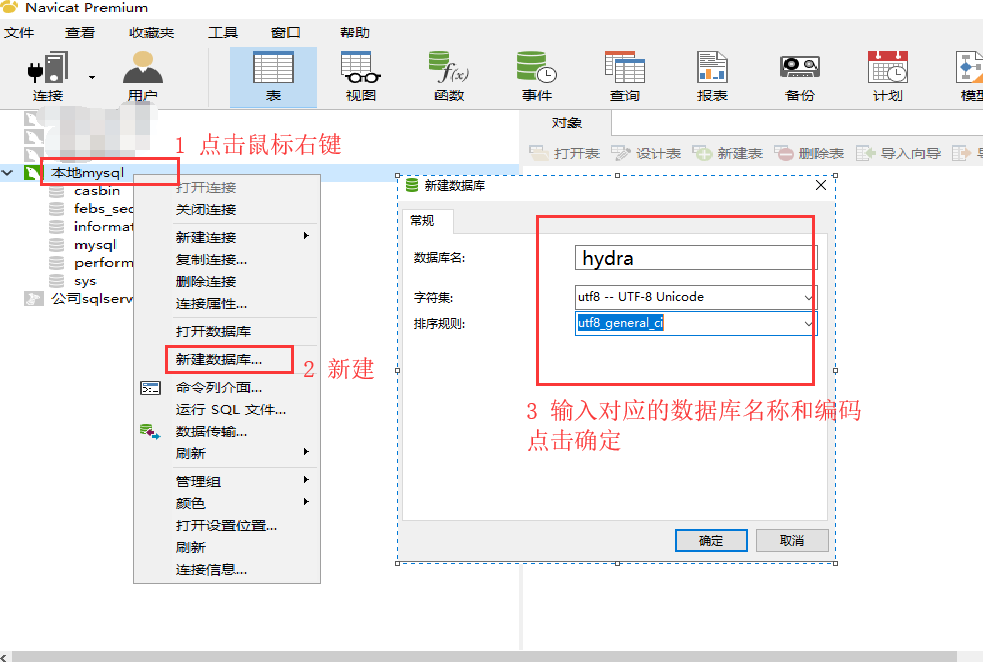 Navicat Premium
文件 查看 收藏夹 工具 窗口 帮助
连接 用户 表 视图 函数 事件 查询 报表 备份 计划 模型
f(x)
对象
打开表 设计表 新建表 删除表 导入向导 导
1 点击鼠标右键
本地mysql
casbin
febs_sec
informat
mysql
perform
sys
公司sqlserv
打开连接
关闭连接
新建连接
复制连接...
删除连接
连接属性...
打开数据库
新建数据库...
命令列介面...
运行 SQL 文件...
数据传输...
刷新
管理组
颜色
打开设置位置...
刷新
连接信息...
2 新建
新建数据库
常规
数据库名: hydra
字符集: utf8 -- UTF-8 Unicode
排序规则: utf8_general_ci
3 输入对应的数据库名称和编码
点击确定
确定 取消